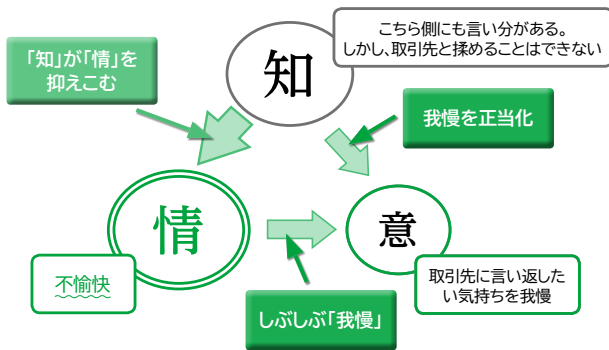 こちら側にも言い分がある。
しかし、取引先と揉めることはできない
「知」が「情」を
抑えこむ
知
我慢を正当化
情
意
不愉快
取引先に言い返した
い気持ちを我慢
しぶしぶ「我慢」